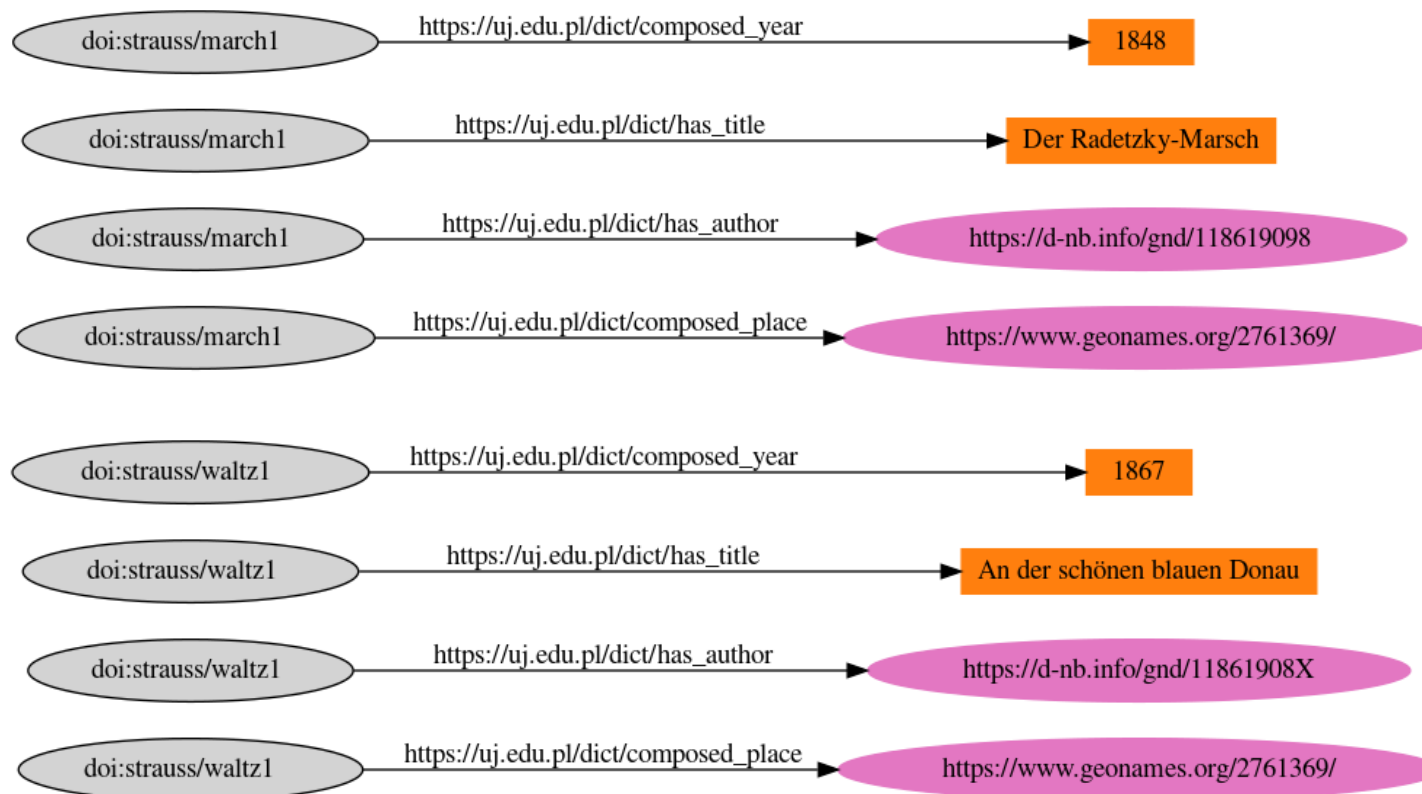 doi:strauss/march1 https://uj.edu.pl/dict/composed_year 1848
doi:strauss/march1 https://uj.edu.pl/dict/has_title Der Radetzky-Marsch
doi:strauss/march1 https://uj.edu.pl/dict/has_author https://d-nb.info/gnd/118619098
doi:strauss/march1 https://uj.edu.pl/dict/composed_place https://www.geonames.org/2761369/
doi:strauss/waltz1 https://uj.edu.pl/dict/composed_year 1867
doi:strauss/waltz1 https://uj.edu.pl/dict/has_title An der schönen blauen Donau
doi:strauss/waltz1 https://uj.edu.pl/dict/has_author https://d-nb.info/gnd/11861908X
doi:strauss/waltz1 https://uj.edu.pl/dict/composed_place https://www.geonames.org/2761369/